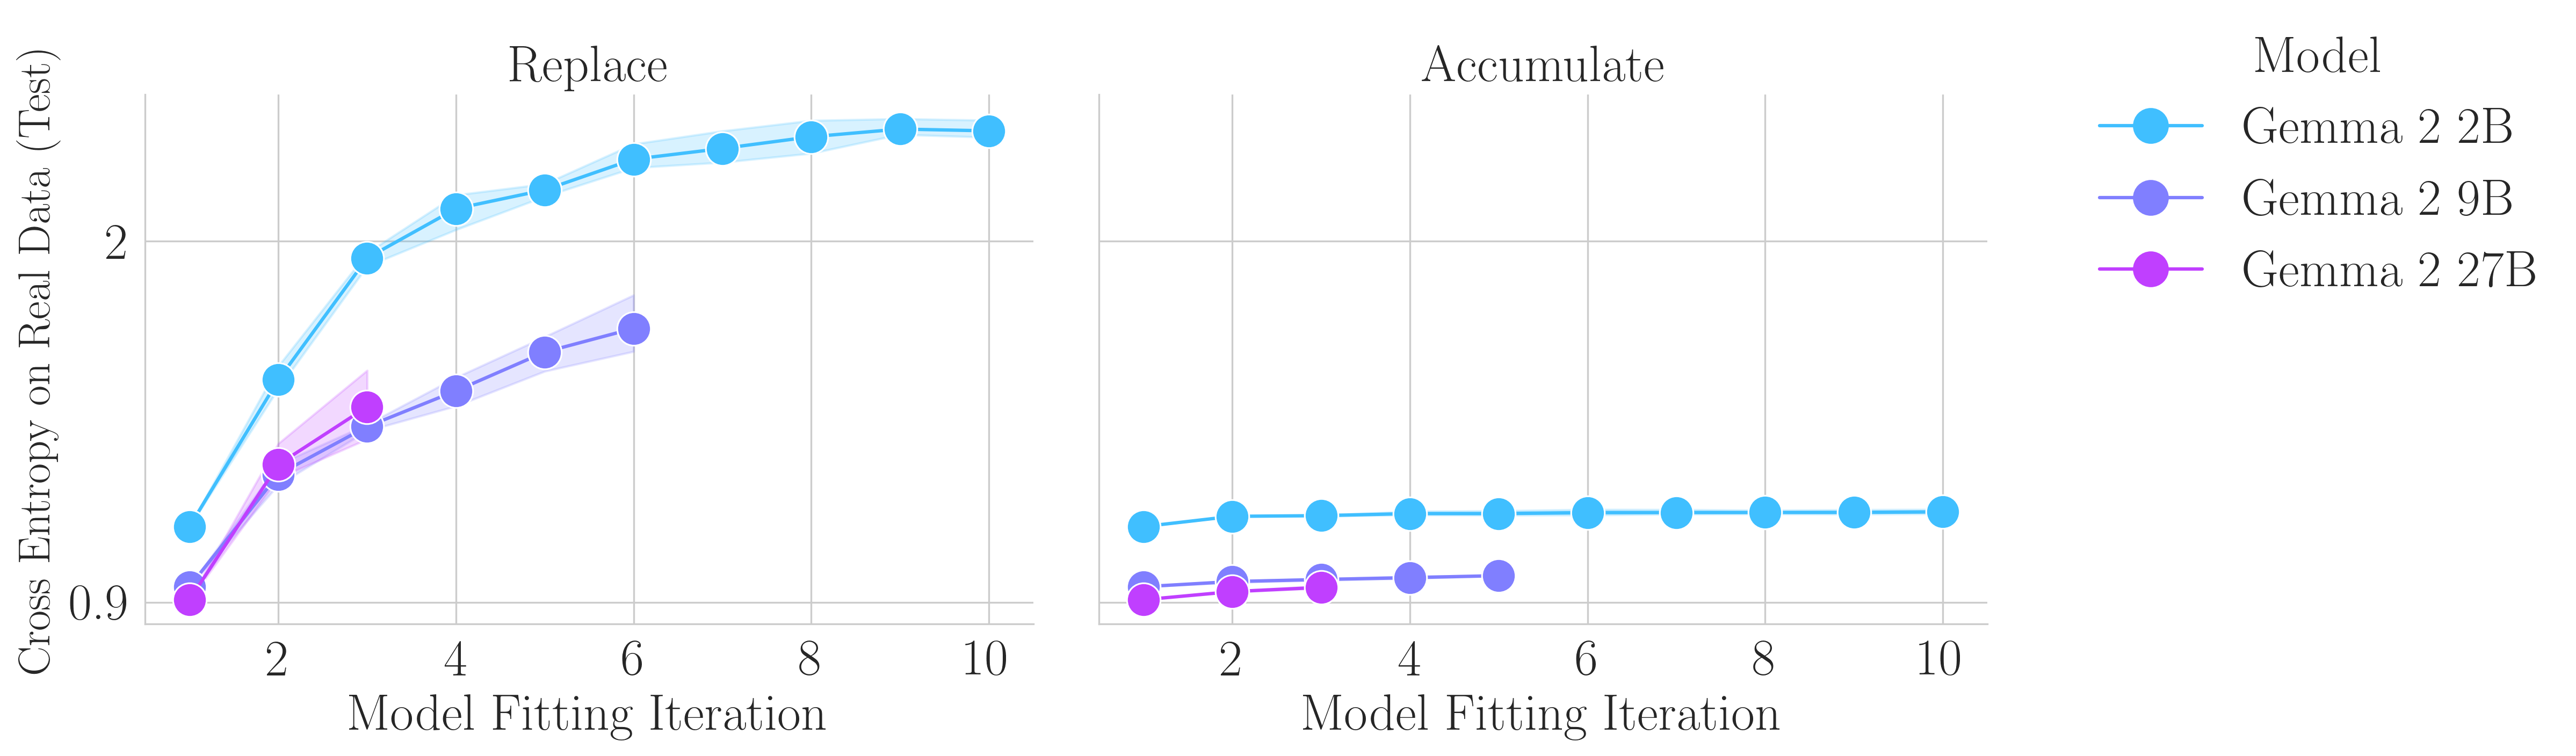 Cross Entropy on Real Data (Test)
Replace
2
0.9
2 4 6 8 10
Model Fitting Iteration
Accumulate
2 4 6 8 10
Model Fitting Iteration
Model
Gemma 2 2B
Gemma 2 9B
Gemma 2 27B